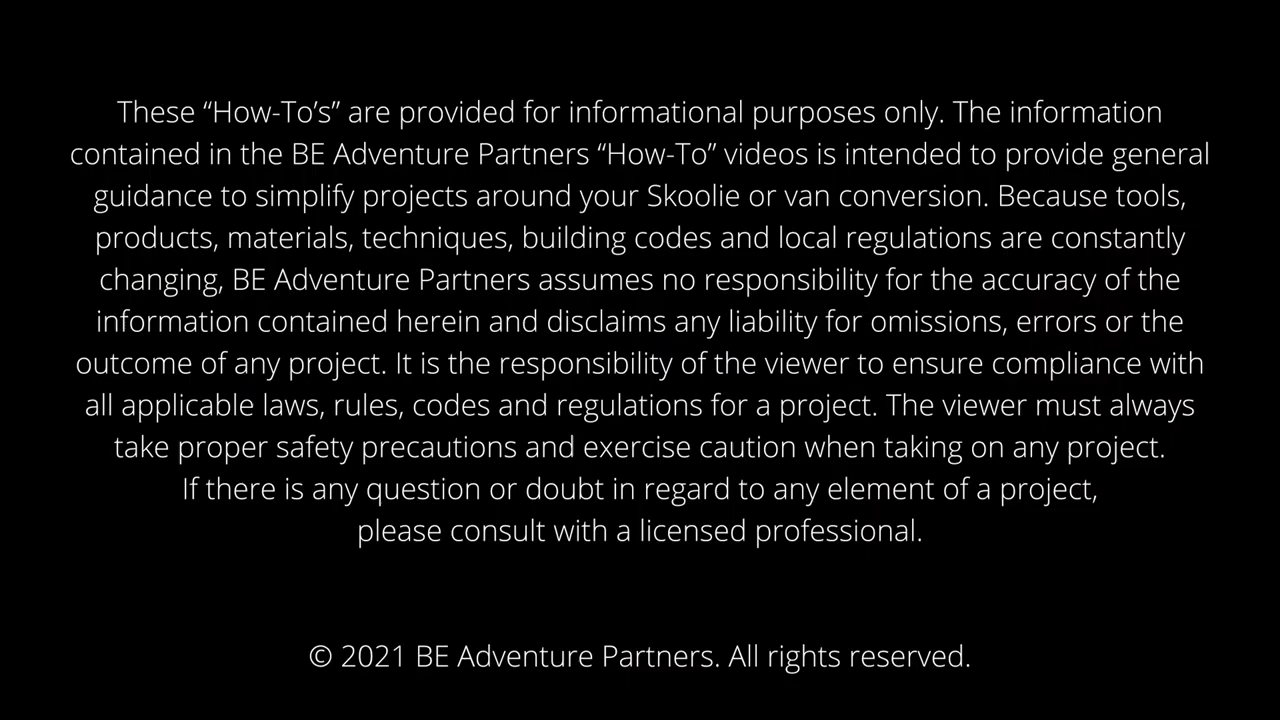 These “How-To’s” are provided for informational purposes only. The information
contained in the BE Adventure Partners “How-To” videos is intended to provide general
guidance to simplify projects around your Skoolie or van conversion. Because tools,
products, materials, techniques, building codes and local regulations are constantly
changing, BE Adventure Partners assumes no responsibility for the accuracy of the
information contained herein and disclaims any liability for omissions, errors or the
outcome of any project. It is the responsibility of the viewer to ensure compliance with
all applicable laws, rules, codes and regulations for a project. The viewer must always
take proper safety precautions and exercise caution when taking on any project.
If there is any question or doubt in regard to any element of a project,
please consult with a licensed professional.
© 2021 BE Adventure Partners. All rights reserved.